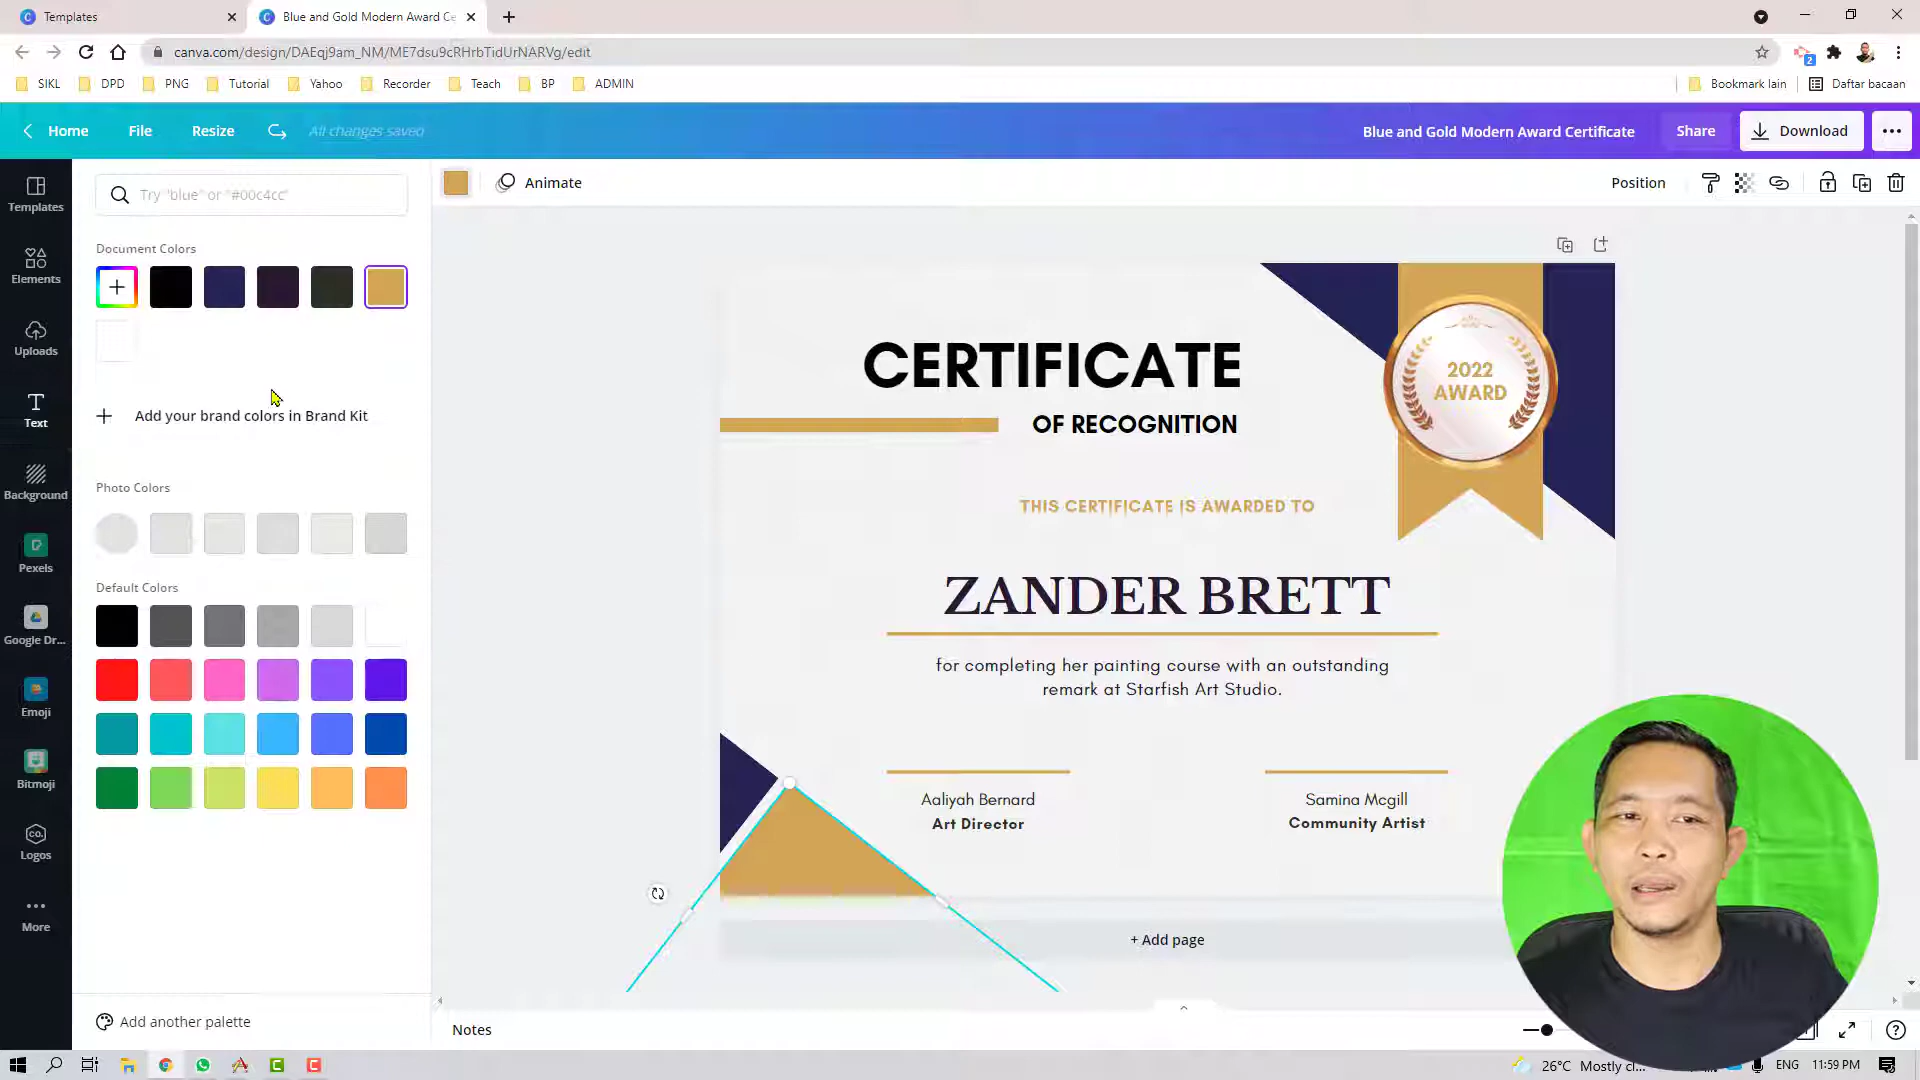 Templates
Blue and Gold Modern Award Ce
canva.com/design/DAEqj9am_NM/ME7dsu9cRHrbTidUrNARVg/edit
2
SIKL
DPD
PNG
Tutorial
Yahoo
Recorder
Teach
BP
ADMIN
Bookmark lain
Daftar bacaan
Home
File
Resize
All changes saved
Blue and Gold Modern Award Certificate
Share
Download
Templates
Elements
Uploads
Text
Background
Pexels
Google Dr...
Emoji
Bitmoji
CO.
Logos
More
Try "blue" or "#00c4cc"
Document Colors
Add your brand colors in Brand Kit
Photo Colors
Default Colors
Add another palette
Animate
Position
CERTIFICATE
OF RECOGNITION
2022
AWARD
THIS CERTIFICATE IS AWARDED TO
ZANDER BRETT
for completing her painting course with an outstanding
remark at Starfish Art Studio.
Aaliyah Bernard
Art Director
Samina Mcgill
Community Artist
+ Add page
Notes
26°C Mostly cl...
ENG
11:59 PM